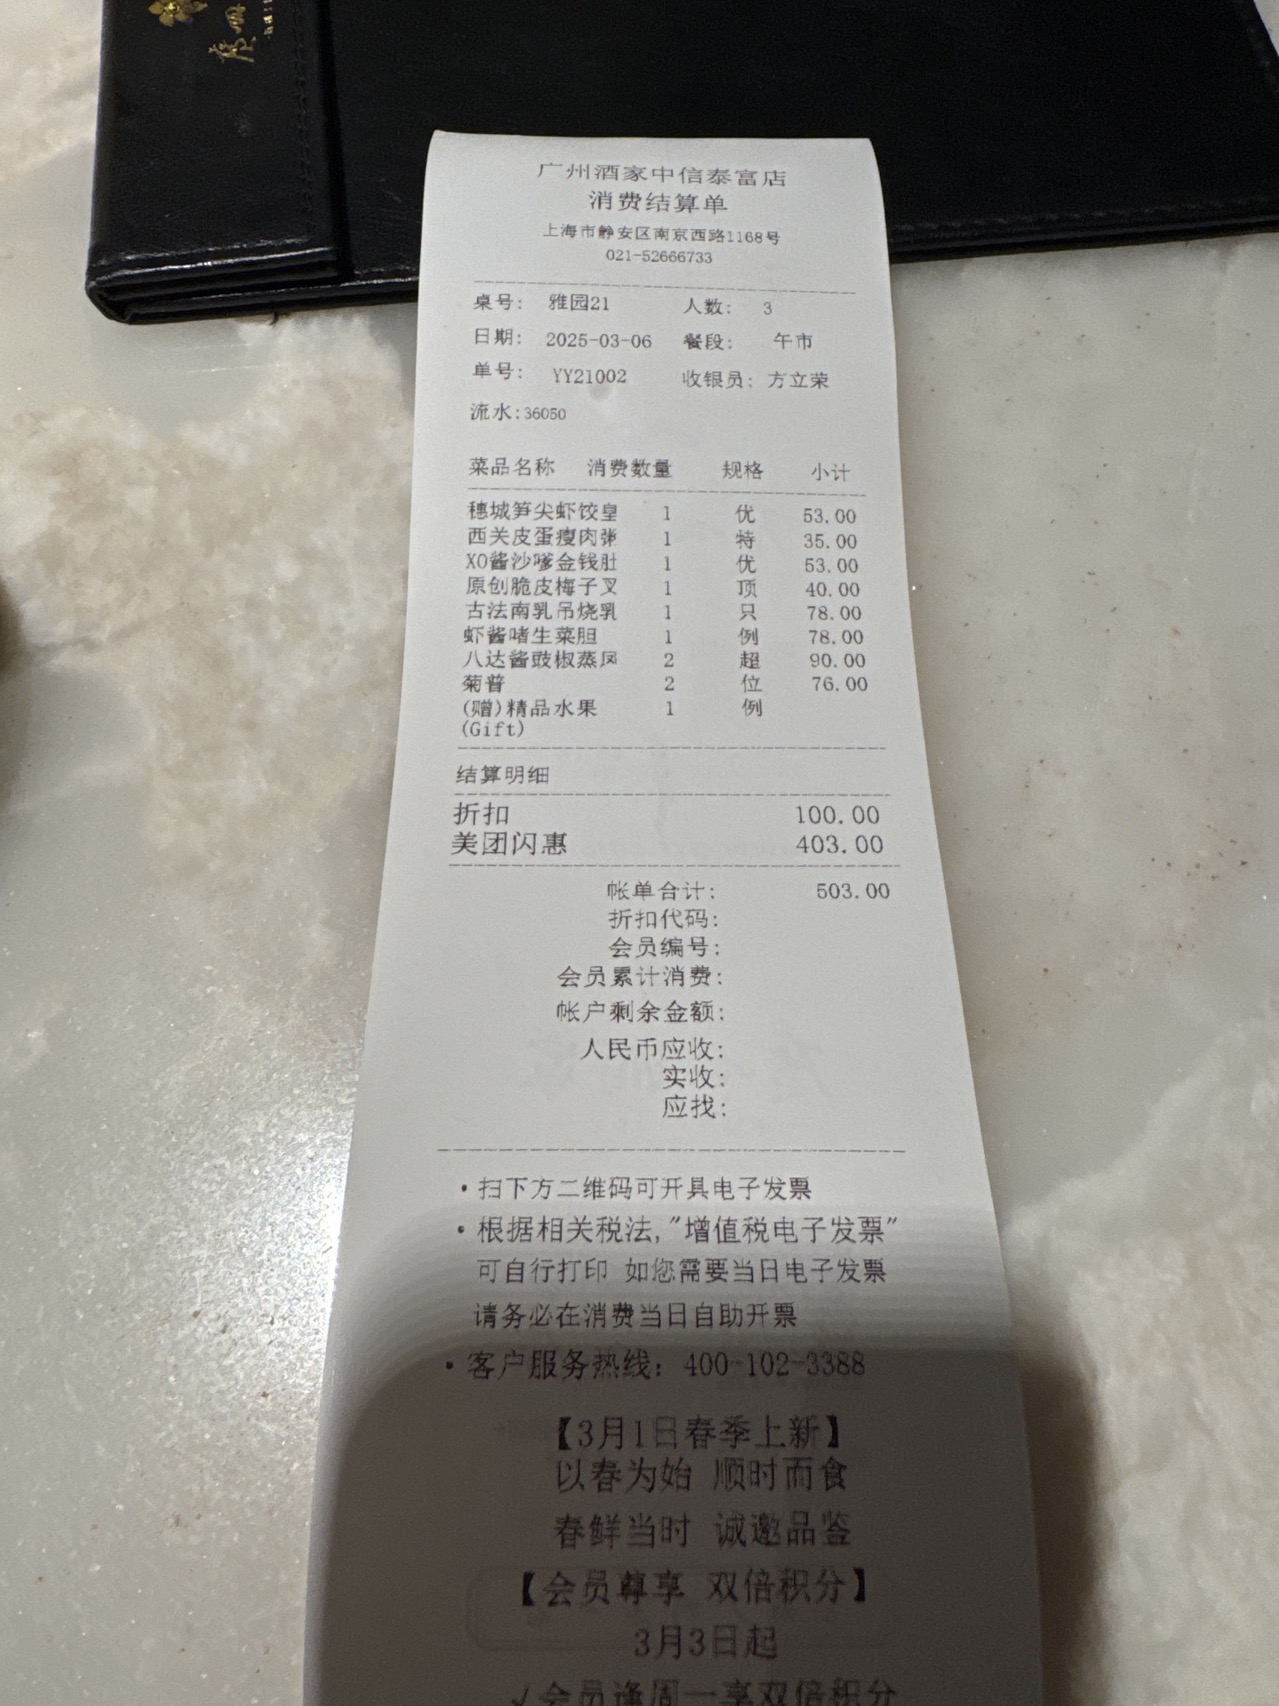 广州酒家中信泰富店
消费结算单
上海市静安区南京西路1168号
021-52666733
桌号: 雅园21 人数: 3
日期: 2025-03-06 餐段: 午市
单号: YY21002 收银员: 方立荣
流水:36050
菜品名称 消费数量 规格 小计
穗城笋尖虾饺皇 1 优 53.00
西关皮蛋瘦肉粥 1 特 35.00
XO酱沙嗲金钱肚 1 优 53.00
原创脆皮梅子叉 1 顶 40.00
古法南乳吊烧乳 1 只 78.00
虾酱啫生菜胆 1 例 78.00
八达酱豉椒蒸凤 2 超 90.00
菊普 2 位 76.00
(赠)精品水果 1 例
(Gift)
结算明细
折扣 100.00
美团闪惠 403.00
帐单合计: 503.00
折扣代码:
会员编号:
会员累计消费:
帐户剩余金额:
人民币应收:
实收:
应找:
·扫下方二维码可开具电子发票
·根据相关税法,"增值税电子发票"
可自行打印 如您需要当日电子发票
请务必在消费当日自助开票
·客户服务热线: 400-102-3388
【3月1日春季上新】
以春为始 顺时而食
春鲜当时 诚邀品鉴
【会员尊享 双倍积分】
3月3日起
√会员逢周一享双倍积分